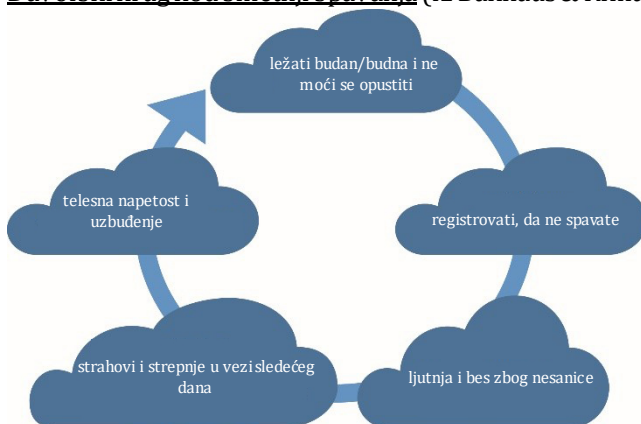 ležati budan/budna i ne
moći se opustiti
telesna napetost i
uzbuđenje
registrovati, da ne spavate
strahovi i strepnje u vezi sledećeg
dana
ljutnja i bes zbog nesanice